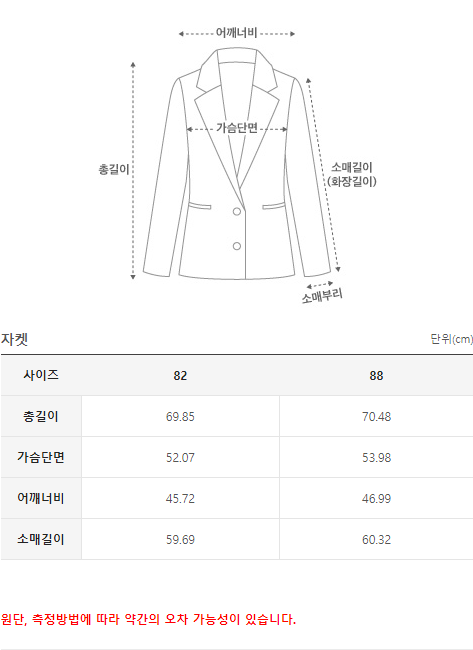 어깨너비
가슴단면
총길이
소매길이
(화장길이)
소매부리
자켓 단위(cm)
사이즈 82 88
총길이 69.85 70.48
가슴단면 52.07 53.98
어깨너비 45.72 46.99
소매길이 59.69 60.32
원단, 측정방법에 따라 약간의 오차 가능성이 있습니다.